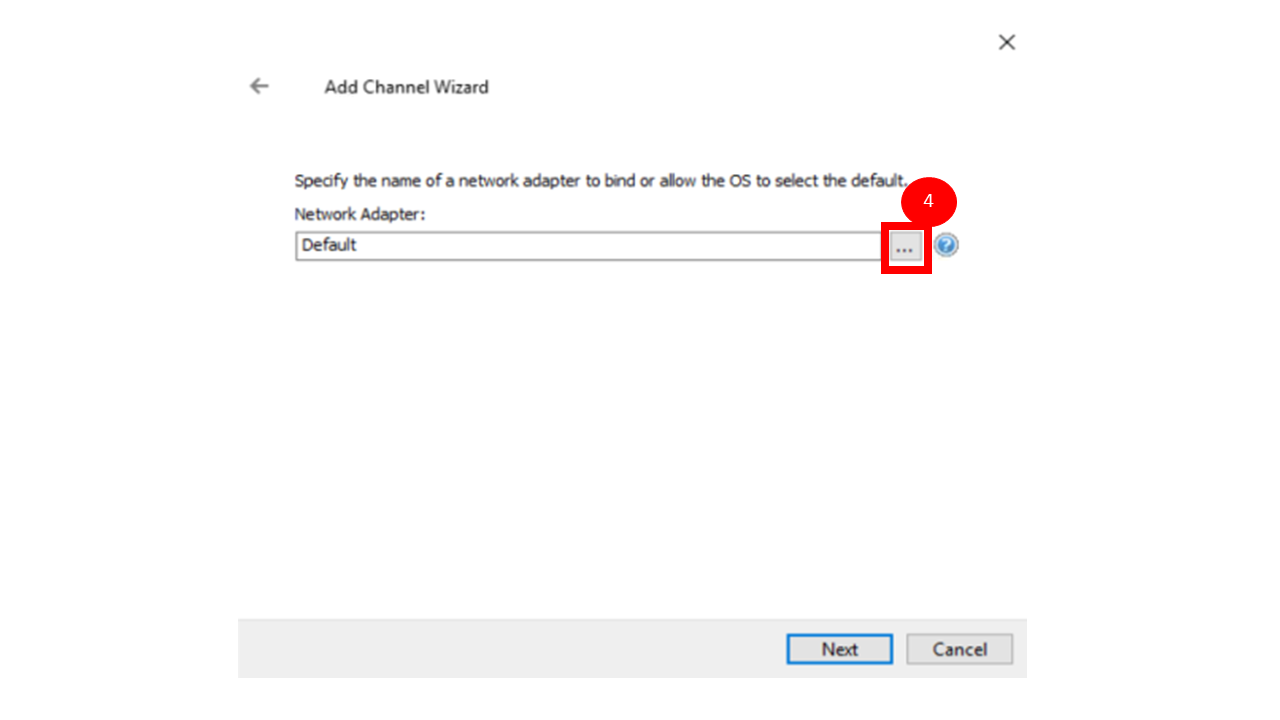 Add Channel Wizard
Specify the name of a network adapter to bind or allow the OS to select the default.
4
Network Adapter:
Default
...
?
Next
Cancel